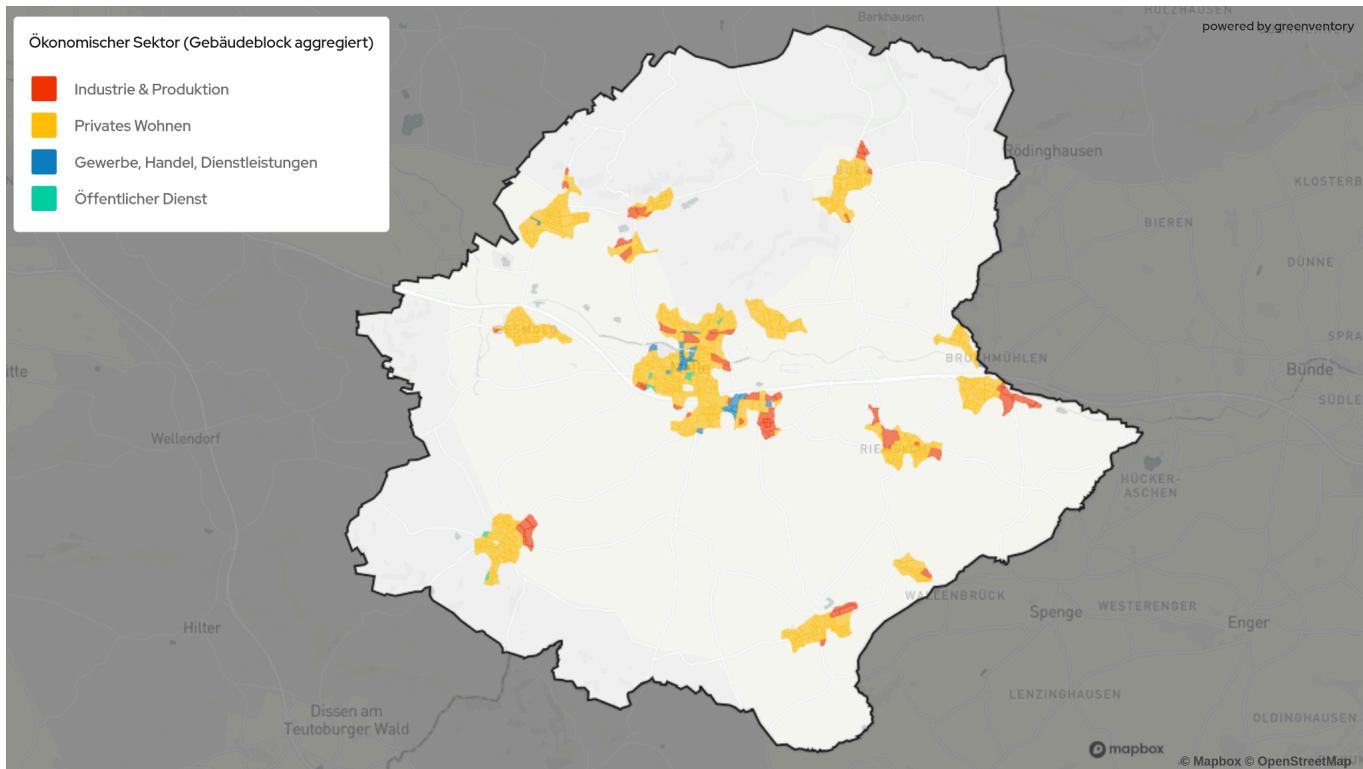 HOLZHAUSEN
Barkhausen
powered by greenventory
Ökonomischer Sektor (Gebäudeblock aggregiert)
Industrie & Produktion
Privates Wohnen
Gewerbe, Handel, Dienstleistungen
Öffentlicher Dienst
Rödinghausen
KLOSTERB
BIEREN
DÜNNE
GESMOLD
SPRA
BRUCHMÜHLEN
Bünde
SÜDLE
Wellendorf
HÜCKER-
ASCHEN
WALLENBRÜCK
Spenge
WESTERENGER
Enger
Hilter
LENZINGHAUSEN
Dissen am
Teutoburger Wald
OLDINGHAUSEN
mapbox
© Mapbox © OpenStreetMap